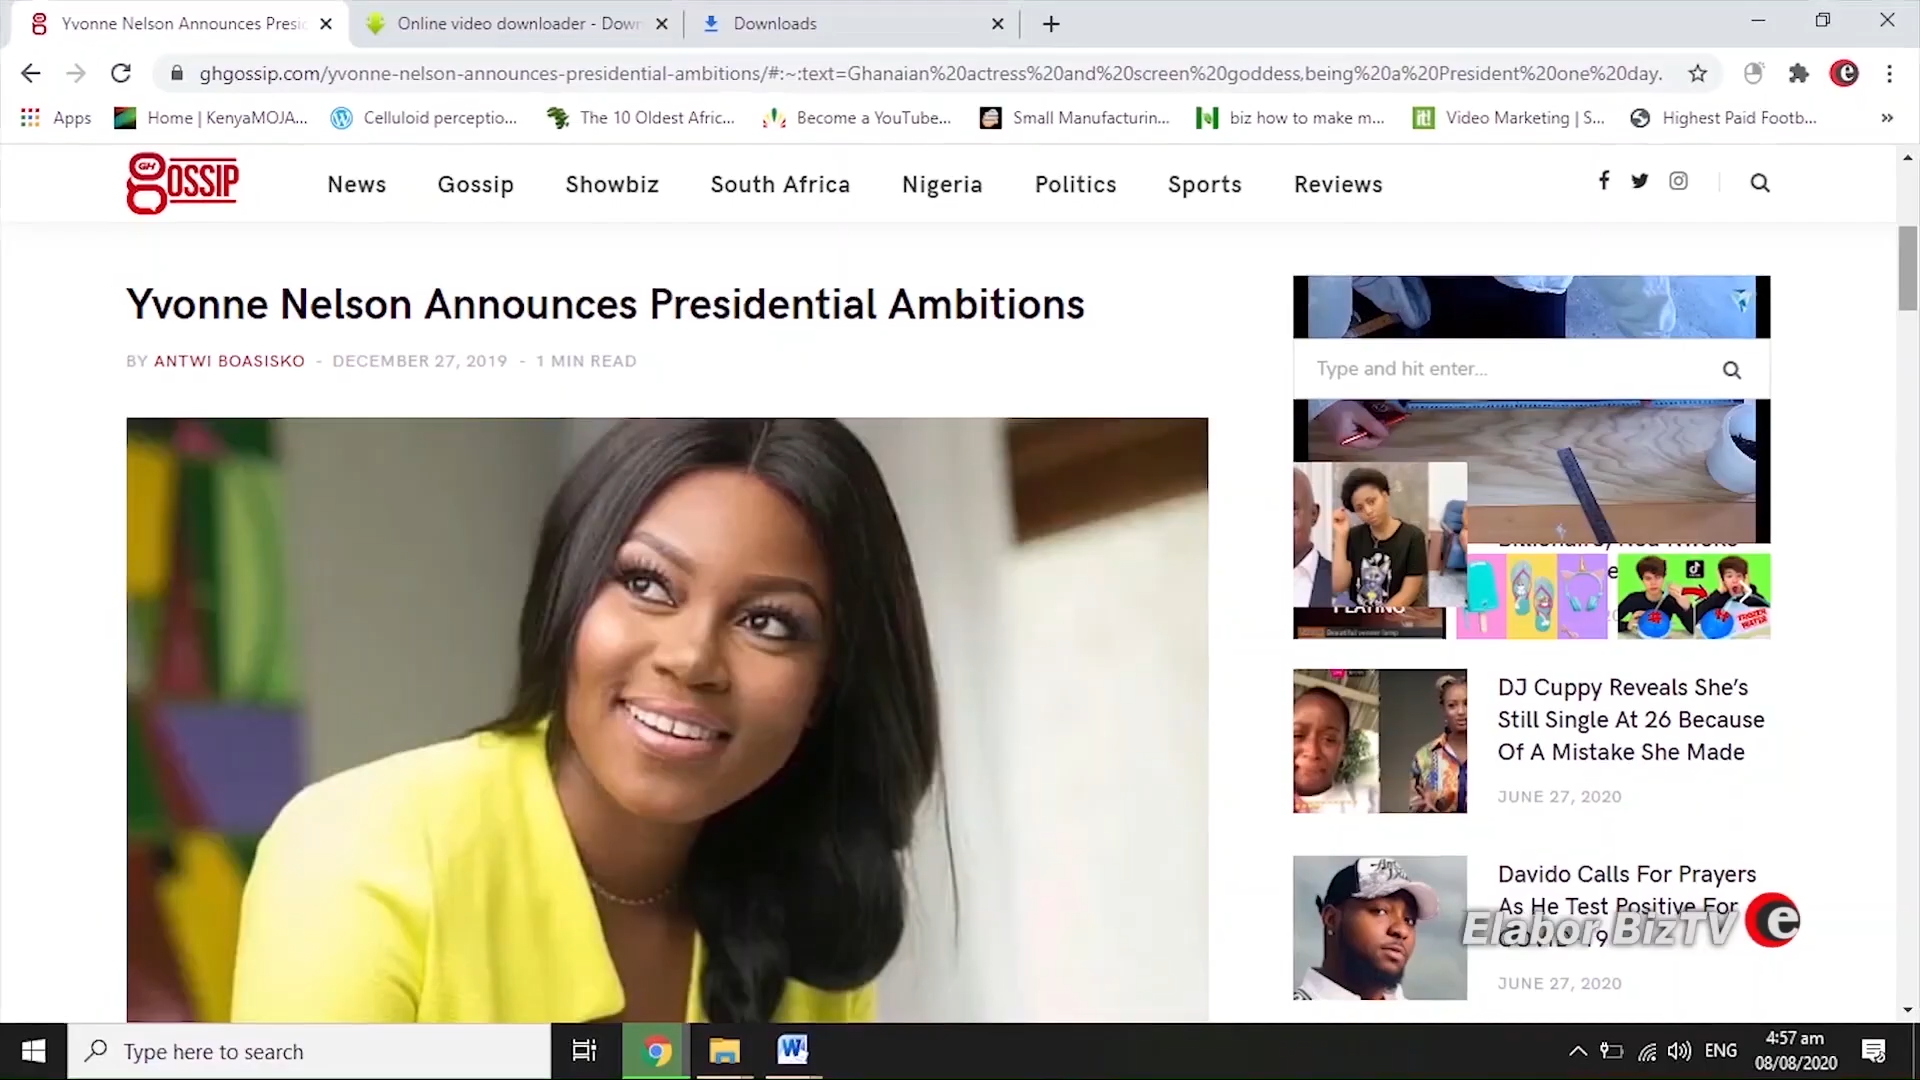 Yvonne Nelson Announces Presid
Online video downloader - Down
Downloads
ghgossip.com/yvonne-nelson-announces-presidential-ambitions/#:~:text=Ghanaian%20actress%20and%20screen%20goddess,being%20a%20President%20one%20day.
Apps
Home | KenyaMOJA...
Celluloid perceptio...
The 10 Oldest Afric...
Become a YouTube...
Small Manufacturin...
biz how to make m...
Video Marketing | S...
Highest Paid Footb...
»
GH GOSSIP
News
Gossip
Showbiz
South Africa
Nigeria
Politics
Sports
Reviews
Yvonne Nelson Announces Presidential Ambitions
BY ANTWI BOASISKO - DECEMBER 27, 2019 - 1 MIN READ
Type and hit enter...
PLAYING
FROZEN WATER
DJ Cuppy Reveals She's
Still Single At 26 Because
Of A Mistake She Made
JUNE 27, 2020
Davido Calls For Prayers
As He Test Positive For
Elabor BizTV e
JUNE 27, 2020
Type here to search
ENG
4:57 am
08/08/2020